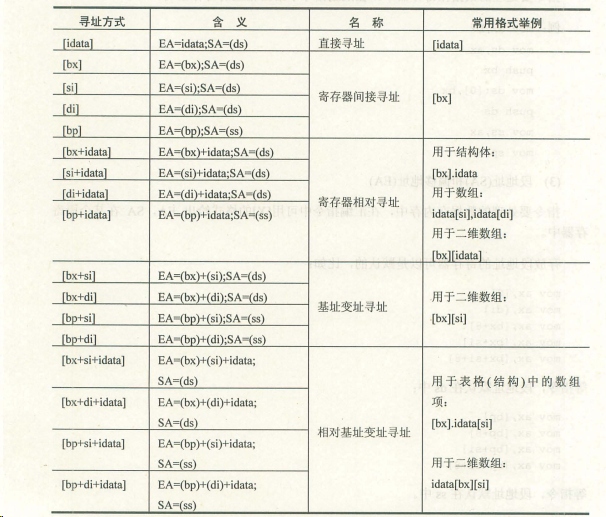 寻址方式 含 义 名 称 常用格式举例
[idata] EA=idata;SA=(ds) 直接寻址 [idata]
[bx] EA=(bx);SA=(ds)
[si] EA=(si);SA=(ds)
寄存器间接寻址 [bx]
[di] EA=(di);SA=(ds)
[bp] EA=(bp);SA=(ss)
[bx+idata] EA=(bx)+idata;SA=(ds) 用于结构体：
[si+idata] EA=(si)+idata;SA=(ds) [bx].idata
[di+idata] EA=(di)+idata;SA=(ds) 用于数组：
寄存器相对寻址
[bp+idata] EA=(bp)+idata;SA=(ss) idata[si],idata[di]
用于二维数组：
[bx][idata]
[bx+si] EA=(bx)+(si);SA=(ds)
[bx+di] EA=(bx)+(di);SA=(ds) 用于二维数组：
基址变址寻址
[bp+si] EA=(bp)+(si);SA=(ss) [bx][si]
[bp+di] EA=(bp)+(di);SA=(ss)
[bx+si+idata] EA=(bx)+(si)+idata;
SA=(ds) 用于表格(结构)中的数组
[bx+di+idata] EA=(bx)+(di)+idata; 项：
SA=(ds) [bx].idata[si]
相对基址变址寻址
[bp+si+idata] EA=(bp)+(si)+idata;
SA=(ss) 用于二维数组：
[bp+di+idata] EA=(bp)+(di)+idata; idata[bx][si]
SA=(ss)